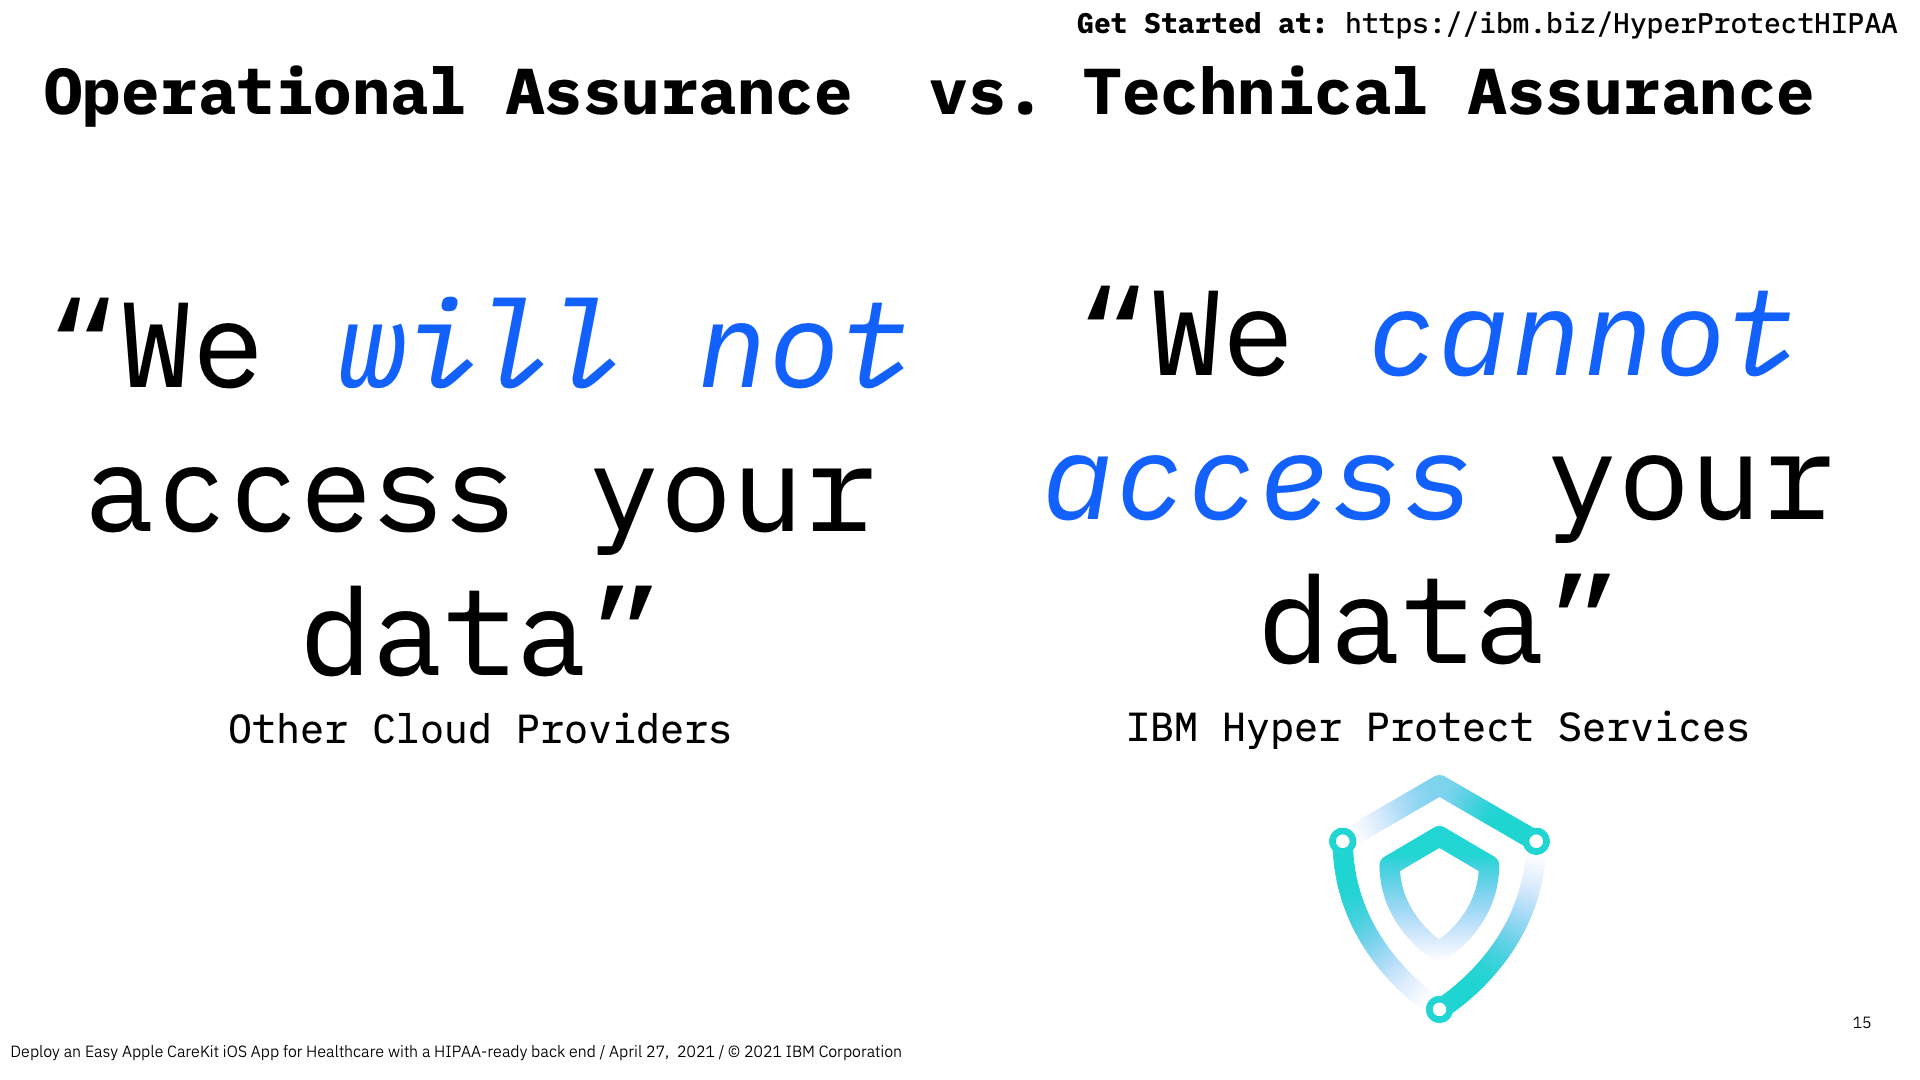 Get Started at: https://ibm.biz/HyperProtectHIPAA
Operational Assurance  vs. Technical Assurance
“We will not
access your
data”
Other Cloud Providers
“We cannot
access your
data”
IBM Hyper Protect Services
15
Deploy an Easy Apple CareKit iOS App for Healthcare with a HIPAA-ready back end / April 27,  2021 / © 2021 IBM Corporation